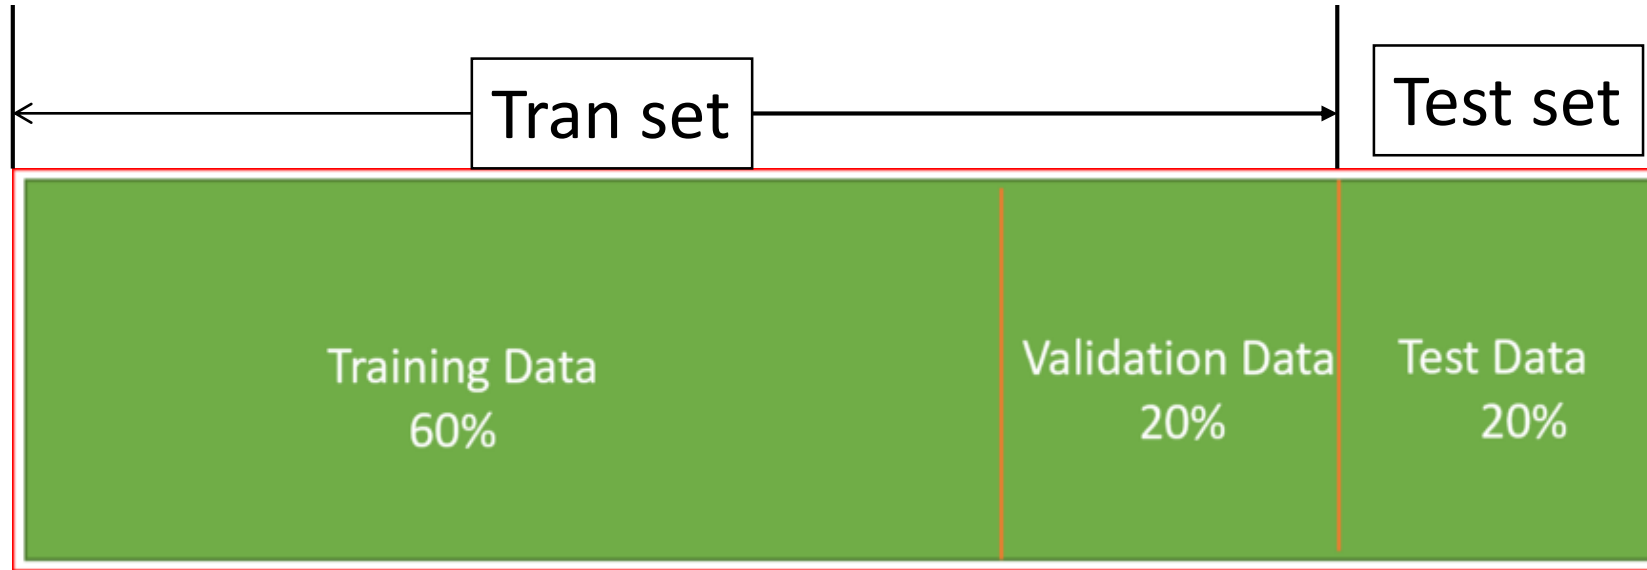 Tran set
Test set
Training Data
60%
Validation Data
20%
Test Data
20%